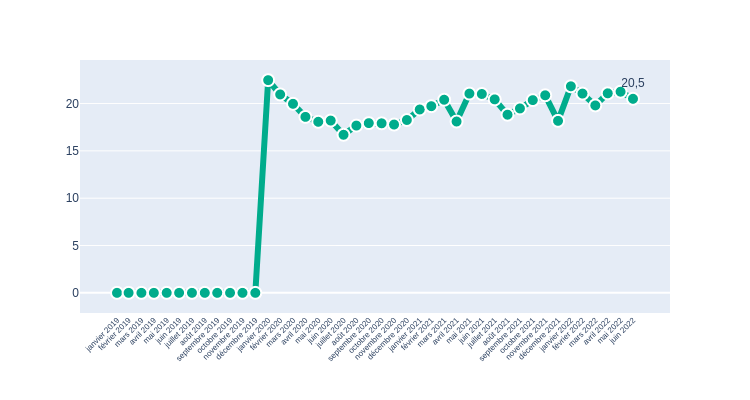 20,5
20
15
10
5
0
janvier 2019
février 2019
mars 2019
avril 2019
mai 2019
juin 2019
juillet 2019
août 2019
septembre 2019
octobre 2019
novembre 2019
décembre 2019
janvier 2020
février 2020
mars 2020
avril 2020
mai 2020
juin 2020
juillet 2020
août 2020
septembre 2020
octobre 2020
novembre 2020
décembre 2020
janvier 2021
février 2021
mars 2021
avril 2021
mai 2021
juin 2021
juillet 2021
août 2021
septembre 2021
octobre 2021
novembre 2021
décembre 2021
janvier 2022
février 2022
mars 2022
avril 2022
mai 2022
juin 2022